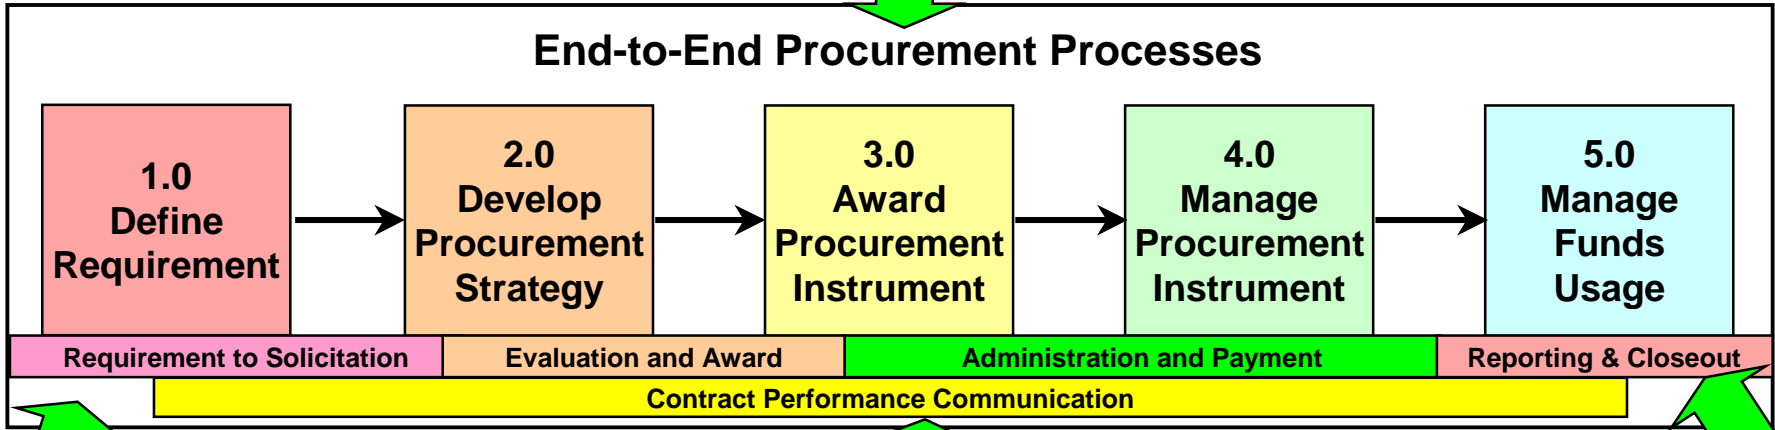 End-to-End Procurement Processes
1.0
Define
Requirement
2.0
Develop
Procurement
Strategy
3.0
Award
Procurement
Instrument
4.0
Manage
Procurement
Instrument
5.0
Manage
Funds
Usage
Requirement to Solicitation
Evaluation and Award
Administration and Payment
Reporting & Closeout
Contract Performance Communication